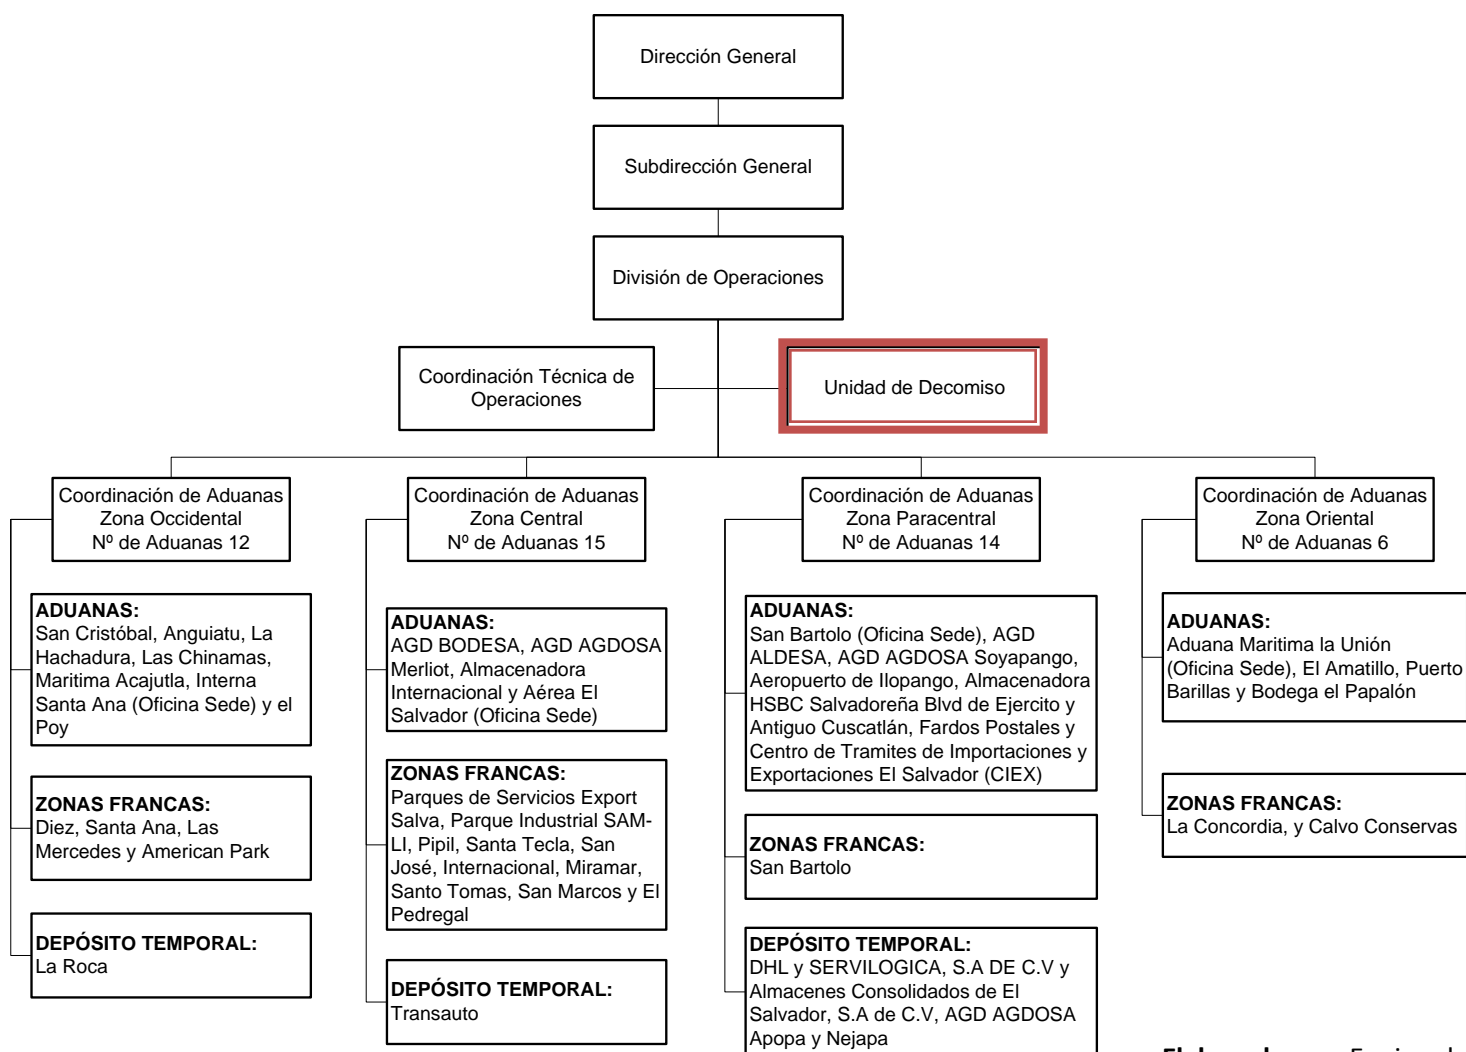 Dirección General
Subdirección General
División de Operaciones
Coordinación Técnica de
Operaciones
Unidad de Decomiso
Coordinación de Aduanas
Zona Occidental
Nº de Aduanas 12
ADUANAS:
San Cristóbal, Anguiatu, La
Hachadura, Las Chinamas,
Maritima Acajutla, Interna
Santa Ana (Oficina Sede) y el
Poy
ZONAS FRANCAS:
Diez, Santa Ana, Las
Mercedes y American Park
DEPÓSITO TEMPORAL:
La Roca
Coordinación de Aduanas
Zona Central
Nº de Aduanas 15
ADUANAS:
AGD BODESA, AGD AGDOSA
Merliot, Almacenadora
Internacional y Aérea El
Salvador (Oficina Sede)
ZONAS FRANCAS:
Parques de Servicios Export
Salva, Parque Industrial SAM-
LI, Pipil, Santa Tecla, San
José, Internacional, Miramar,
Santo Tomas, San Marcos y El
Pedregal
DEPÓSITO TEMPORAL:
Transauto
Coordinación de Aduanas
Zona Paracentral
Nº de Aduanas 14
ADUANAS:
San Bartolo (Oficina Sede), AGD
ALDESA, AGD AGDOSA Soyapango,
Aeropuerto de Ilopango, Almacenadora
HSBC Salvadoreña Blvd de Ejercito y
Antiguo Cuscatlán, Fardos Postales y
Centro de Tramites de Importaciones y
Exportaciones El Salvador (CIEX)
ZONAS FRANCAS:
San Bartolo
DEPÓSITO TEMPORAL:
DHL y SERVILOGICA, S.A DE C.V y
Almacenes Consolidados de El
Salvador, S.A de C.V, AGD AGDOSA
Apopa y Nejapa
Coordinación de Aduanas
Zona Oriental
Nº de Aduanas 6
ADUANAS:
Aduana Maritima la Unión
(Oficina Sede), El Amatillo, Puerto
Barillas y Bodega el Papalón
ZONAS FRANCAS:
La Concordia, y Calvo Conservas